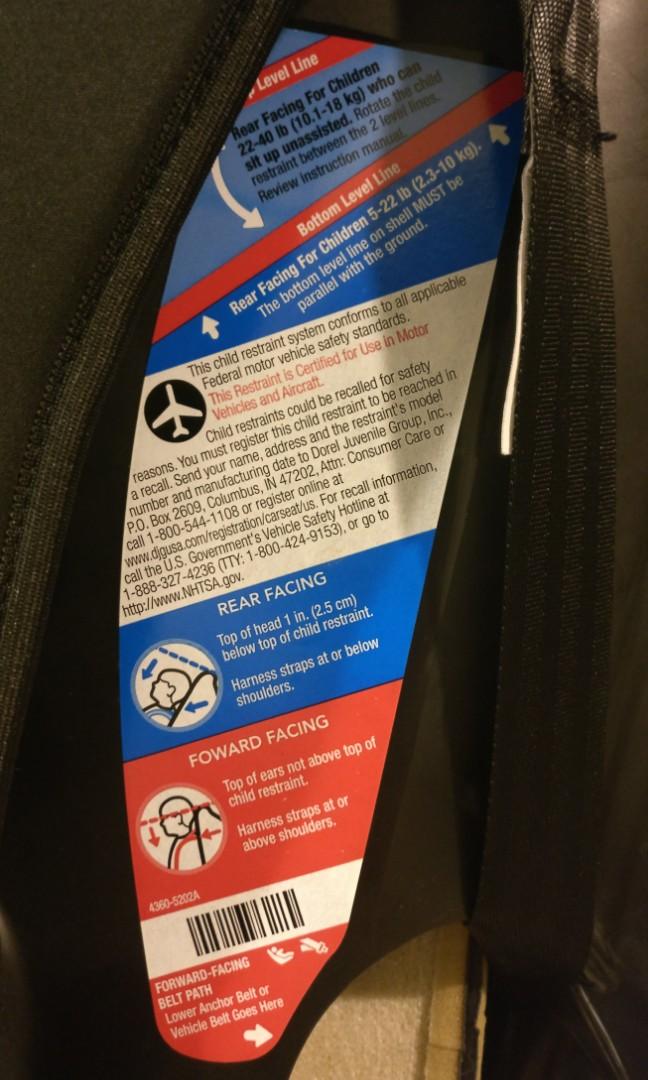 Level Line
Rear Facing For Children
22-40 lb (10.1-18 kg) who can
sit up unassisted. Rotate the child
restraint between the 2 level lines.
Review instruction manual.
Bottom Level Line
Rear Facing For Children 5-22 lb (2.3-10 kg).
The bottom level line on shell MUST be
parallel with the ground.
This child restraint system conforms to all applicable
Federal motor vehicle safety standards.
This Restraint is Certified for Use in Motor
Vehicles and Aircraft.
Child restraints could be recalled for safety
reasons. You must register this child restraint to be reached in
a recall. Send your name, address and the restraint's model
number and manufacturing date to Dorel Juvenile Group, Inc.,
P.O. Box 2609, Columbus, IN 47202, Attn: Consumer Care or
call 1-800-544-1108 or register online at
www.djgusa.com/registration/carseat/us. For recall information,
call the U.S. Government's Vehicle Safety Hotline at
1-888-327-4236 (TTY: 1-800-424-9153), or go to
http://www.NHTSA.gov.
REAR FACING
Top of head 1 in. (2.5 cm)
below top of child restraint.
Harness straps at or below
shoulders.
FOWARD FACING
Top of ears not above top of
child restraint.
Harness straps at or
above shoulders.
4360-5202A
FORWARD-FACING
BELT PATH
Lower Anchor Belt or
Vehicle Belt Goes Here